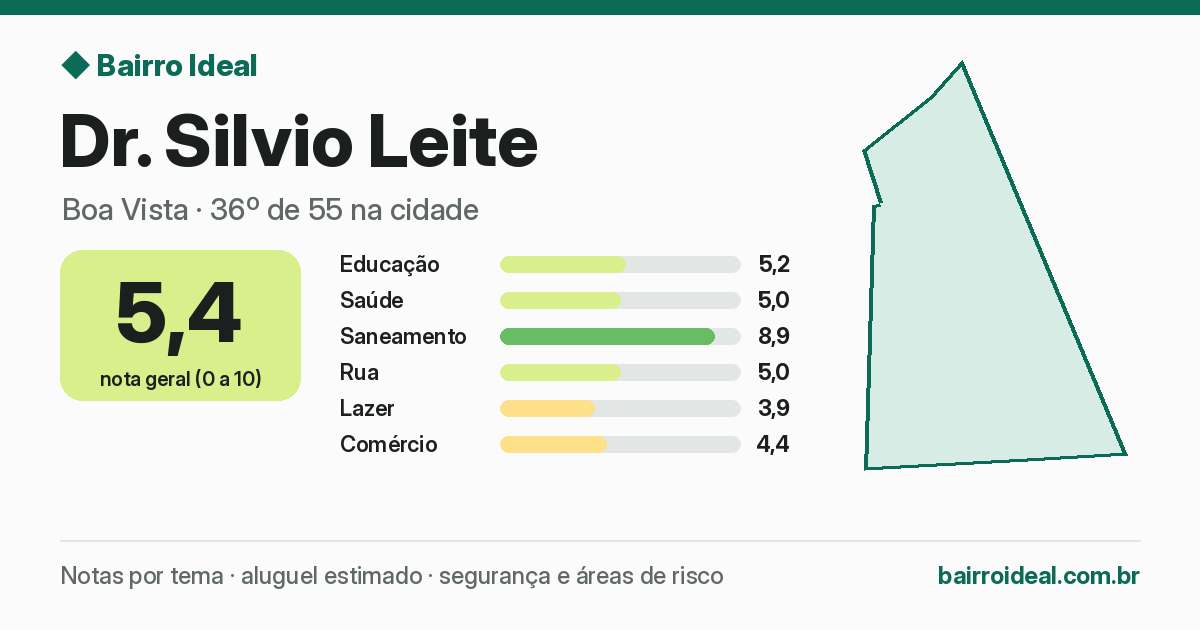 Bairro Ideal
Dr. Silvio Leite
Boa Vista · 36º de 55 na cidade
5,4
nota geral (0 a 10)
Educação 5,2
Saúde 5,0
Saneamento 8,9
Rua 5,0
Lazer 3,9
Comércio 4,4
Notas por tema · aluguel estimado · segurança e áreas de risco
bairroideal.com.br